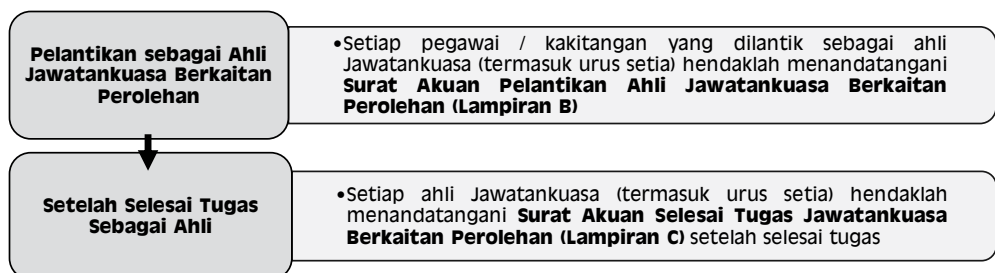 Pelantikan sebagai Ahli
Jawatankuasa Berkaitan
Perolehan
•Setiap pegawai / kakitangan yang dilantik sebagai ahli
Jawatankuasa (termasuk urus setia) hendaklah menandatangani
Surat Akuan Pelantikan Ahli Jawatankuasa Berkaitan
Perolehan (Lampiran B)
Setelah Selesai Tugas
Sebagai Ahli
•Setiap ahli Jawatankuasa (termasuk urus setia) hendaklah
menandatangani Surat Akuan Selesai Tugas Jawatankuasa
Berkaitan Perolehan (Lampiran C) setelah selesai tugas